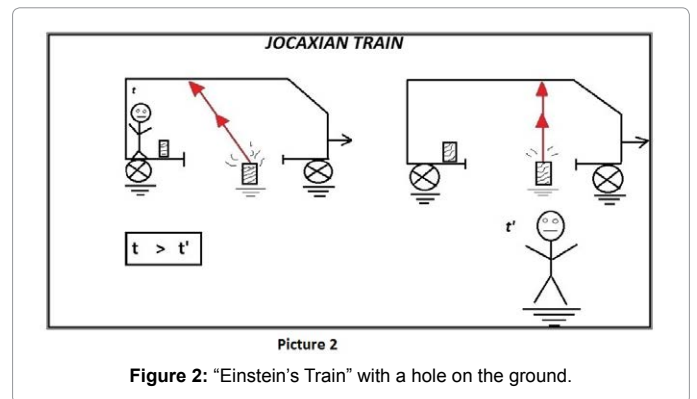 JOCAXIAN TRAIN
t
t'
t > t'
Picture 2
Figure 2: “Einstein’s Train” with a hole on the ground.